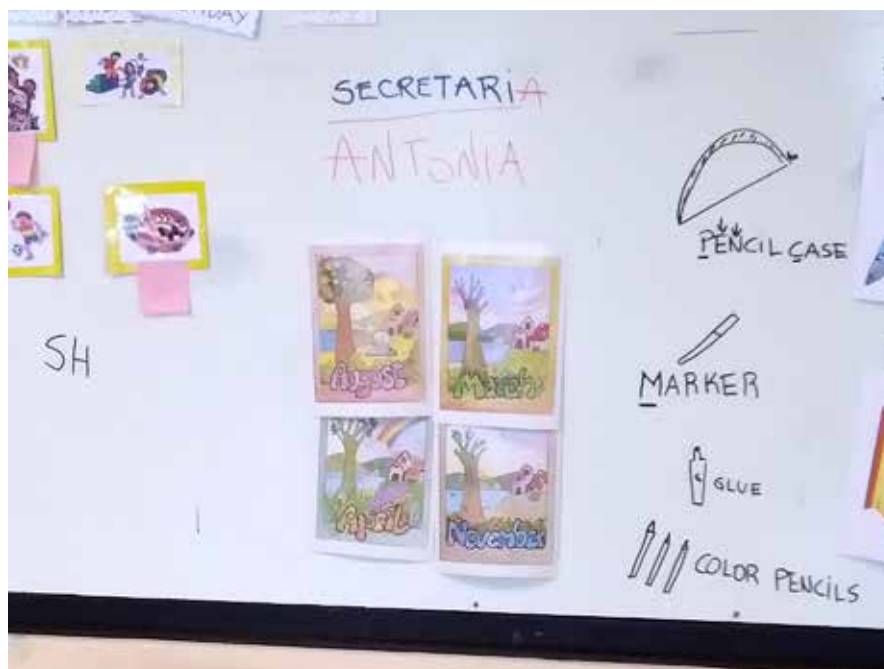 SECRETARiA
ANTONIA
PENCIL CASE
SH
August
March
MARKER
GLUE
April
November
COLOR PENCiLS